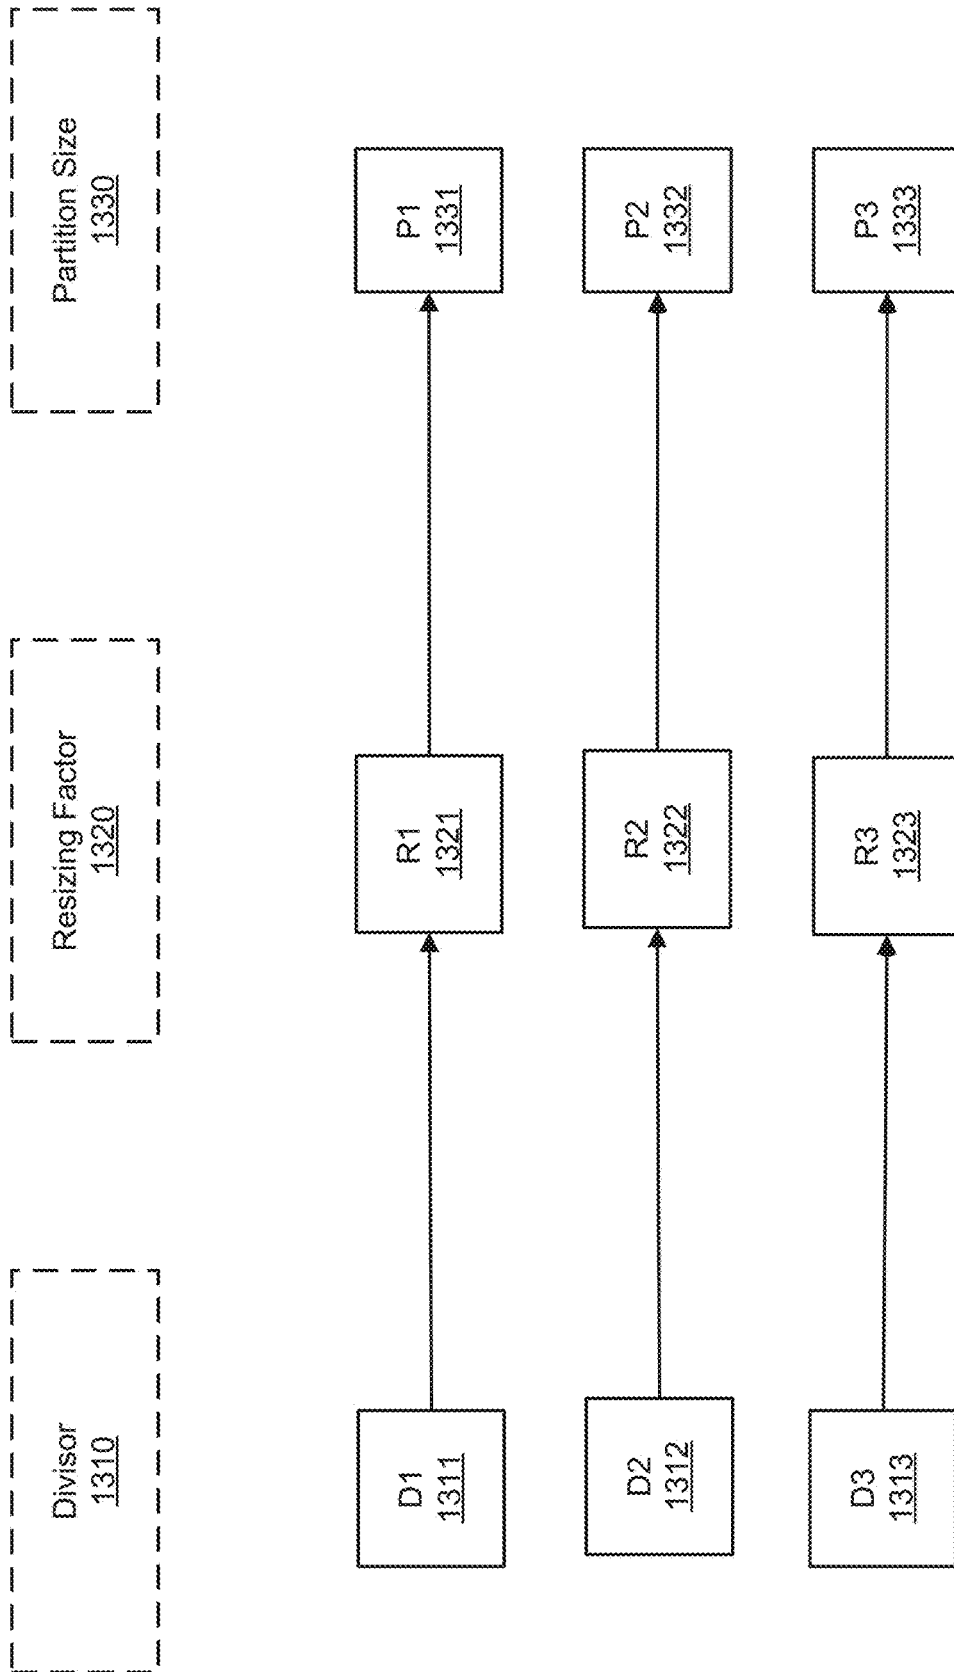 Divisor
1310
Resizing Factor
1320
Partition Size
1330
D1
1311
R1
1321
P1
1331
D2
1312
R2
1322
P2
1332
D3
1313
R3
1323
P3
1333